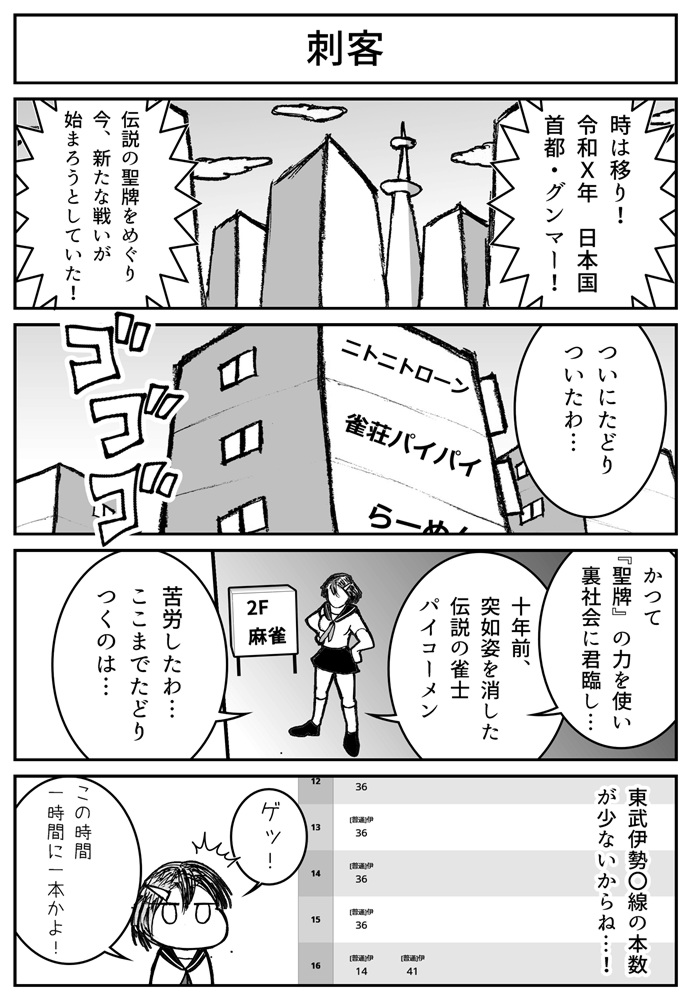 刺客
時は移り！
令和X年　日本国
首都・グンマー！
伝説の聖牌をめぐり
今、新たな戦いが
始まろうとしていた！
ついにたどり
ついたわ…
ニトニトローン
雀荘パイパイ
らーめん
ゴゴゴ
かつて
『聖牌』の力を使い
裏社会に君臨し…
十年前、
突如姿を消した
伝説の雀士
パイコーメン
2F
麻雀
苦労したわ…
ここまでたどり
つくのは…
東武伊勢〇線の本数
が少ないからね…！
12
36
13
[普通]伊
36
14
[普通]伊
36
15
[普通]伊
36
16
[普通]伊 [普通]伊
14 41
ゲッ！
この時間
一時間に一本かよ！